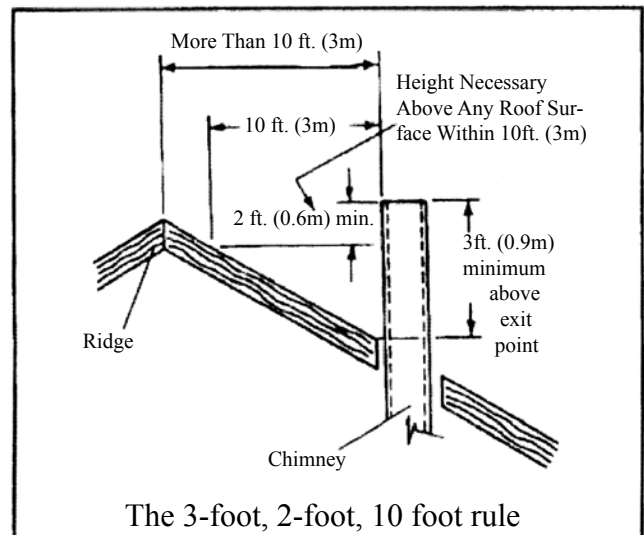 More Than 10 ft. (3m)
Height Necessary
Above Any Roof Sur-
face Within 10ft. (3m)
10 ft. (3m)
2 ft. (0.6m) min.
3ft. (0.9m)
minimum
above
exit
point
Ridge
Chimney
The 3-foot, 2-foot, 10 foot rule